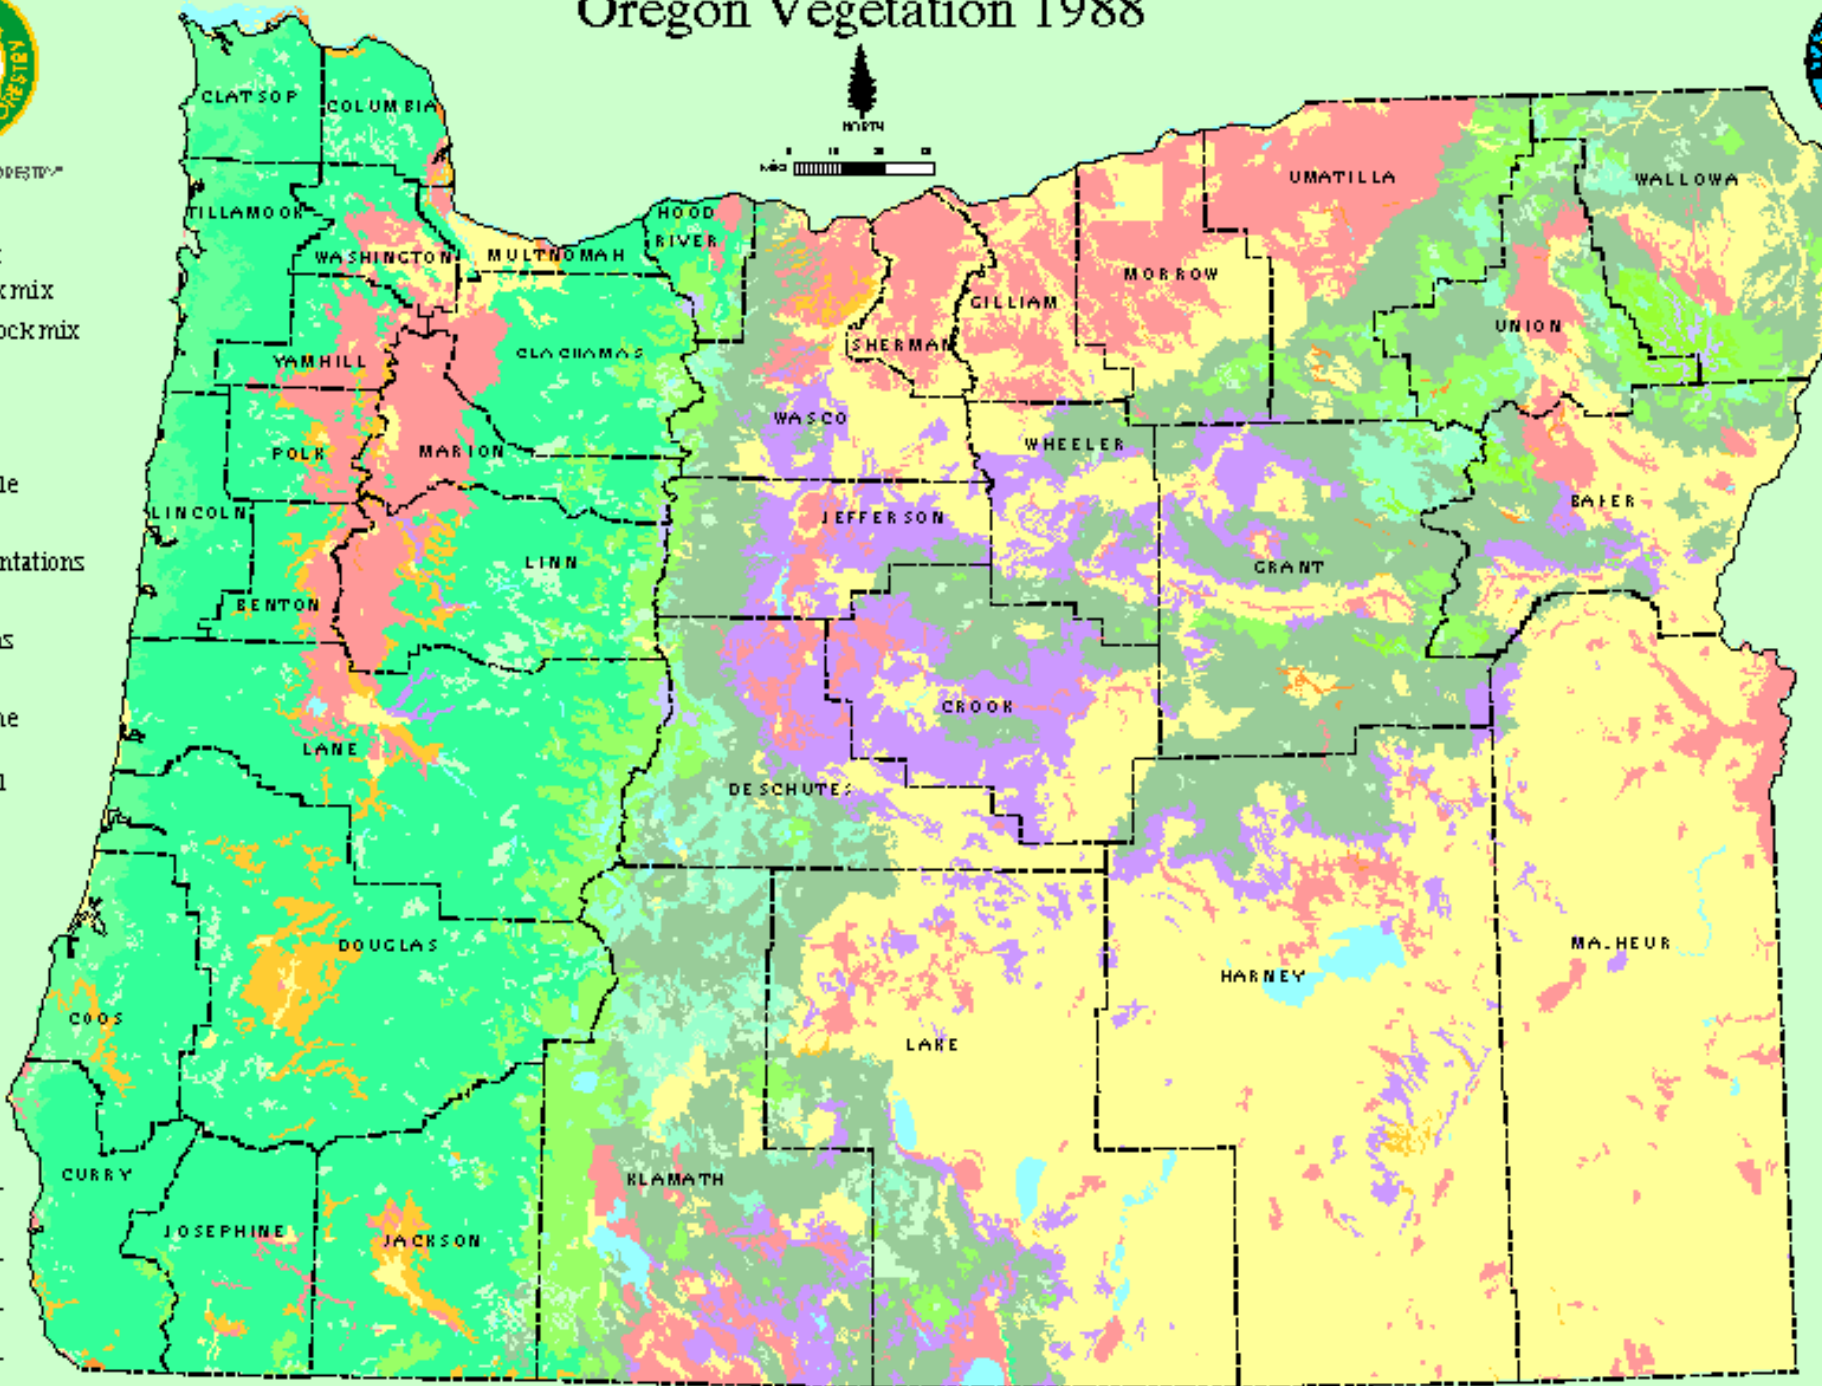 Oregon Vegetation 1988
NORTH
FORESTRY
CLATSOP
COLUMBIA
TILLAMOOK
HOOD
RIVER
WASHINGTON
MULTNOMAH
UMATILLA
WALLOWA
MORROW
GILLIAM
SHERMAN
UNION
k mix
ock mix
YAMHILL
CLACKAMAS
WASCO
WHEELER
POLK
MARION
le
LINCOLN
JEFFERSON
BAKER
ntations
LINN
GRANT
BENTON
ns
ne
CROOK
LANE
DESCHUTES
DOUGLAS
MALHEUR
HARNEY
COOS
LAKE
CURRY
KLAMATH
JOSEPHINE
JACKSON